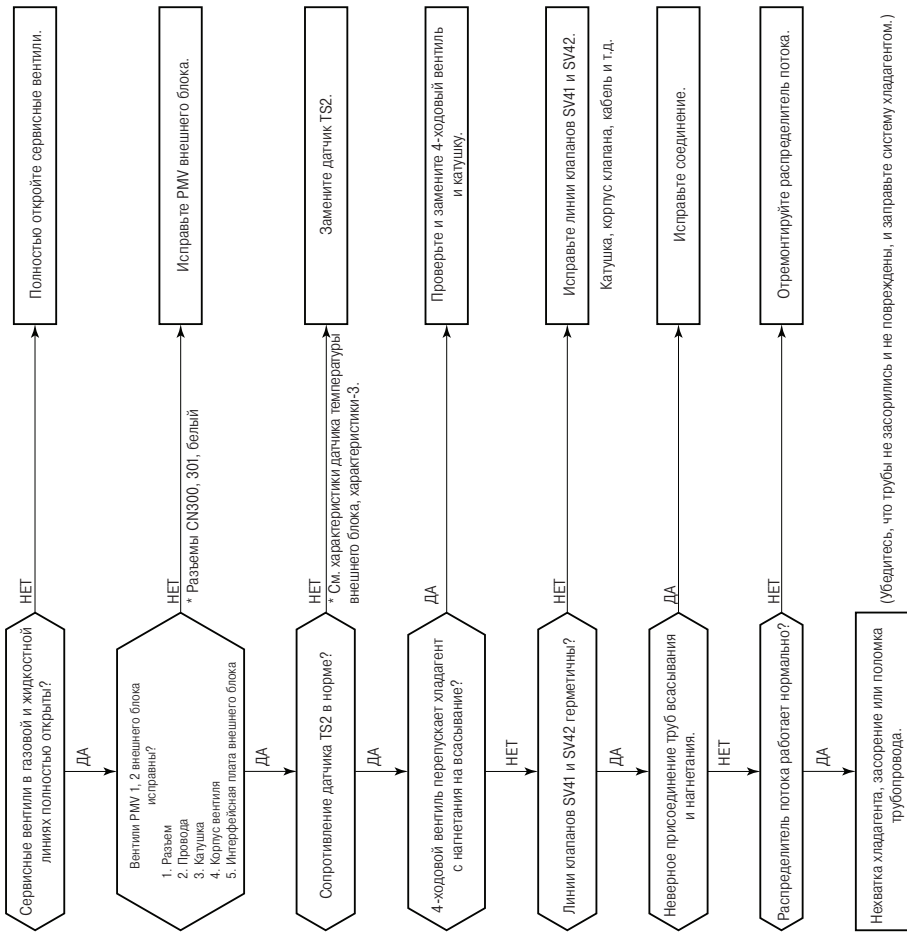 Сервисные вентили в газовой и жидкостной
линиях полностью открыты?
НЕТ
Полностью откройте сервисные вентили.
ДА
Вентили PMV 1, 2 внешнего блока
исправны?
1. Разъем
2. Провода
3. Катушка
4. Корпус вентиля
5. Интерфейсная плата внешнего блока
НЕТ
* Разъемы CN300, 301, белый
Исправьте PMV внешнего блока.
ДА
Сопротивление датчика TS2 в норме?
НЕТ
* См. характеристики датчика температуры
внешнего блока, характеристики-3.
Замените датчик TS2.
ДА
4-ходовой вентиль перепускает хладагент
с нагнетания на всасывание?
ДА
Проверьте и замените 4-ходовый вентиль
и катушку.
НЕТ
Линии клапанов SV41 и SV42 герметичны?
НЕТ
Исправьте линии клапанов SV41 и SV42.
Катушка, корпус клапана, кабель и т.д.
ДА
Неверное присоединение труб всасывания
и нагнетания.
ДА
Исправьте соединение.
НЕТ
Распределитель потока работает нормально?
НЕТ
Отремонтируйте распределитель потока.
ДА
Нехватка хладагента, засорение или поломка
трубопровода.
(Убедитесь, что трубы не засорились и не повреждены, и заправьте систему хладагентом.)